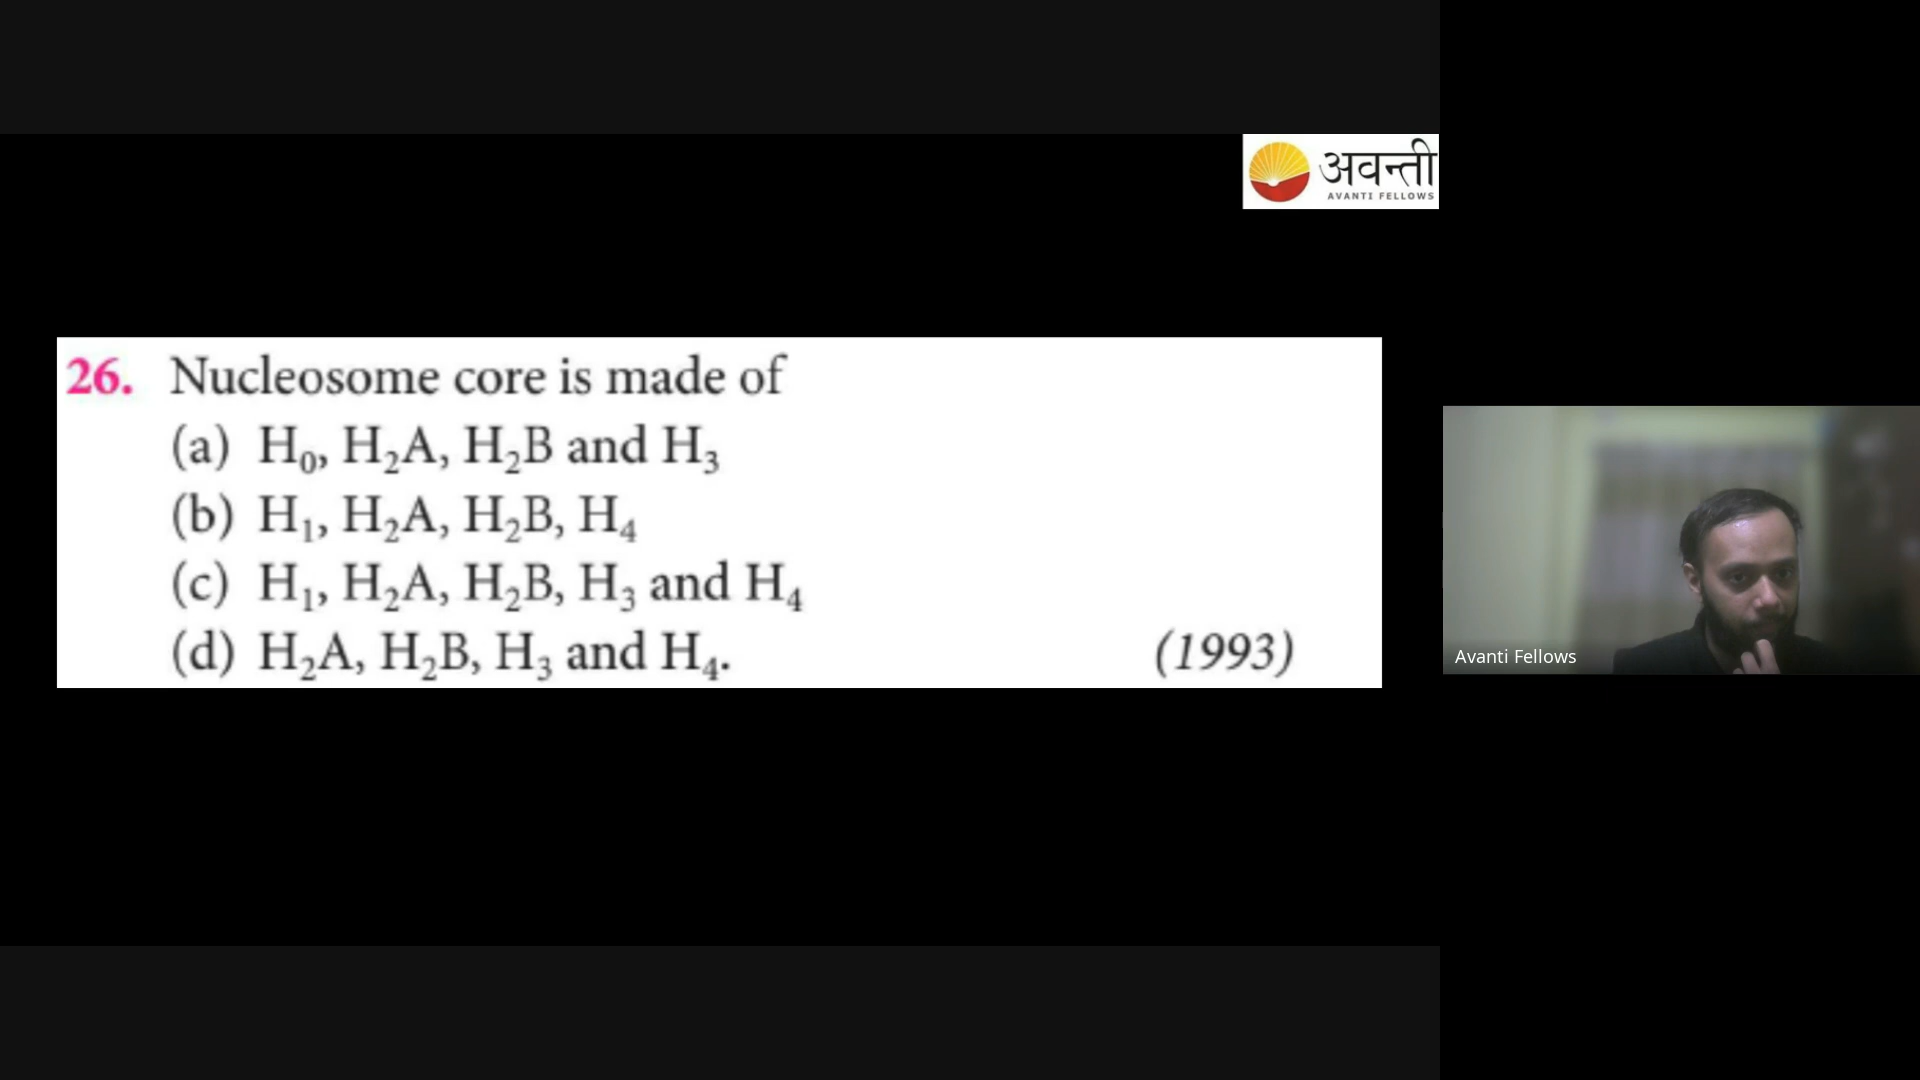 अवन्ती
AVANTI FELLOWS
26. Nucleosome core is made of
(a) H₀, H₂A, H₂B and H₃
(b) H₁, H₂A, H₂B, H₄
(c) H₁, H₂A, H₂B, H₃ and H₄
(d) H₂A, H₂B, H₃ and H₄. (1993)
Avanti Fellows